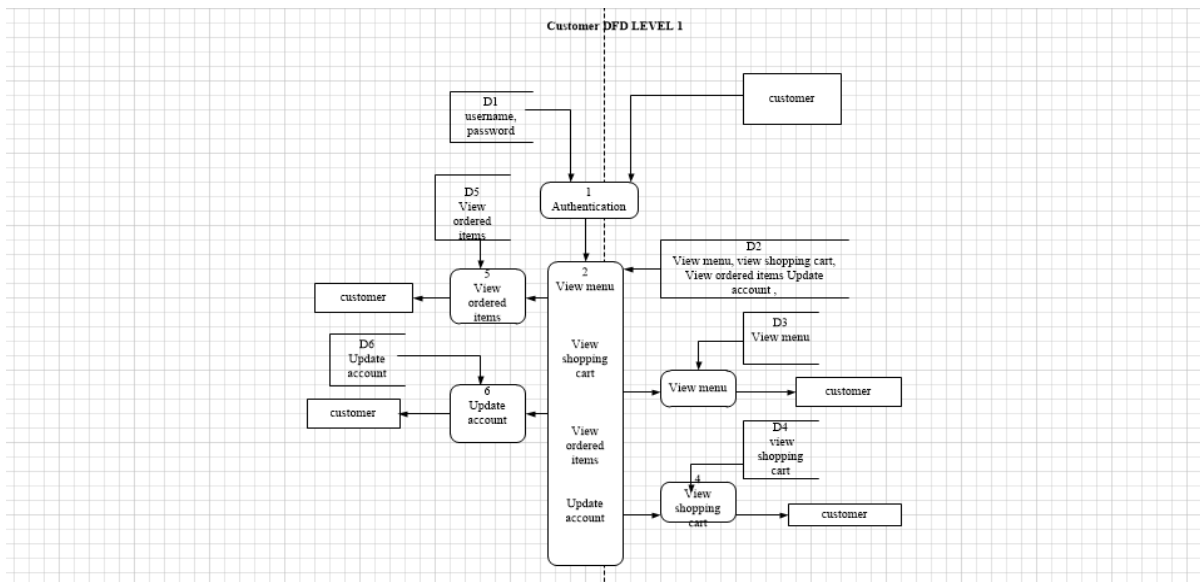 Customer DFD LEVEL 1
customer
D1
username,
password
1
Authentication
D5
View
ordered
items
D2
View menu, view shopping cart,
View ordered items Update
account ,
5
View
ordered
items
customer
2
View menu
View
shopping
cart
View
ordered
items
Update
account
D3
View menu
View menu
customer
D6
Update
account
6
Update
account
customer
D4
view
shopping
cart
4
View
shopping
cart
customer